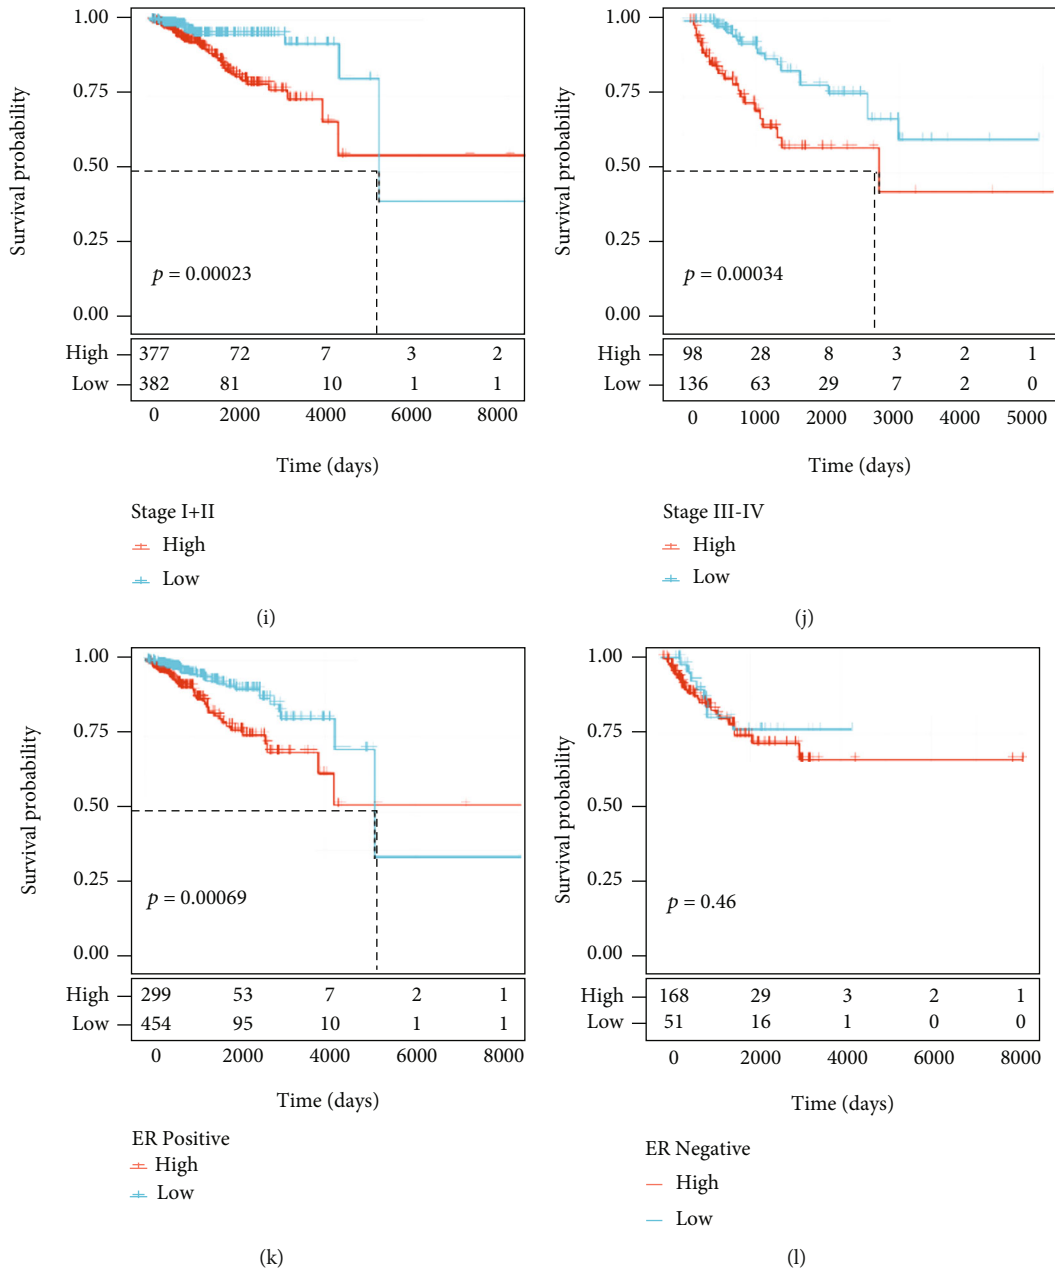 1.00
0.75
0.50
0.25
0.00
Survival probability
p = 0.00023
High 377 72 7 3 2
Low 382 81 10 1 1
0 2000 4000 6000 8000
Time (days)
Stage I+II
High
Low
(i)
1.00
0.75
0.50
0.25
0.00
Survival probability
p = 0.00034
High 98 28 8 3 2 1
Low 136 63 29 7 2 0
0 1000 2000 3000 4000 5000
Time (days)
Stage III-IV
High
Low
(j)
1.00
0.75
0.50
0.25
0.00
Survival probability
p = 0.00069
High 299 53 7 2 1
Low 454 95 10 1 1
0 2000 4000 6000 8000
Time (days)
ER Positive
High
Low
(k)
1.00
0.75
0.50
0.25
0.00
Survival probability
p = 0.46
High 168 29 3 2 1
Low 51 16 1 0 0
0 2000 4000 6000 8000
Time (days)
ER Negative
High
Low
(l)